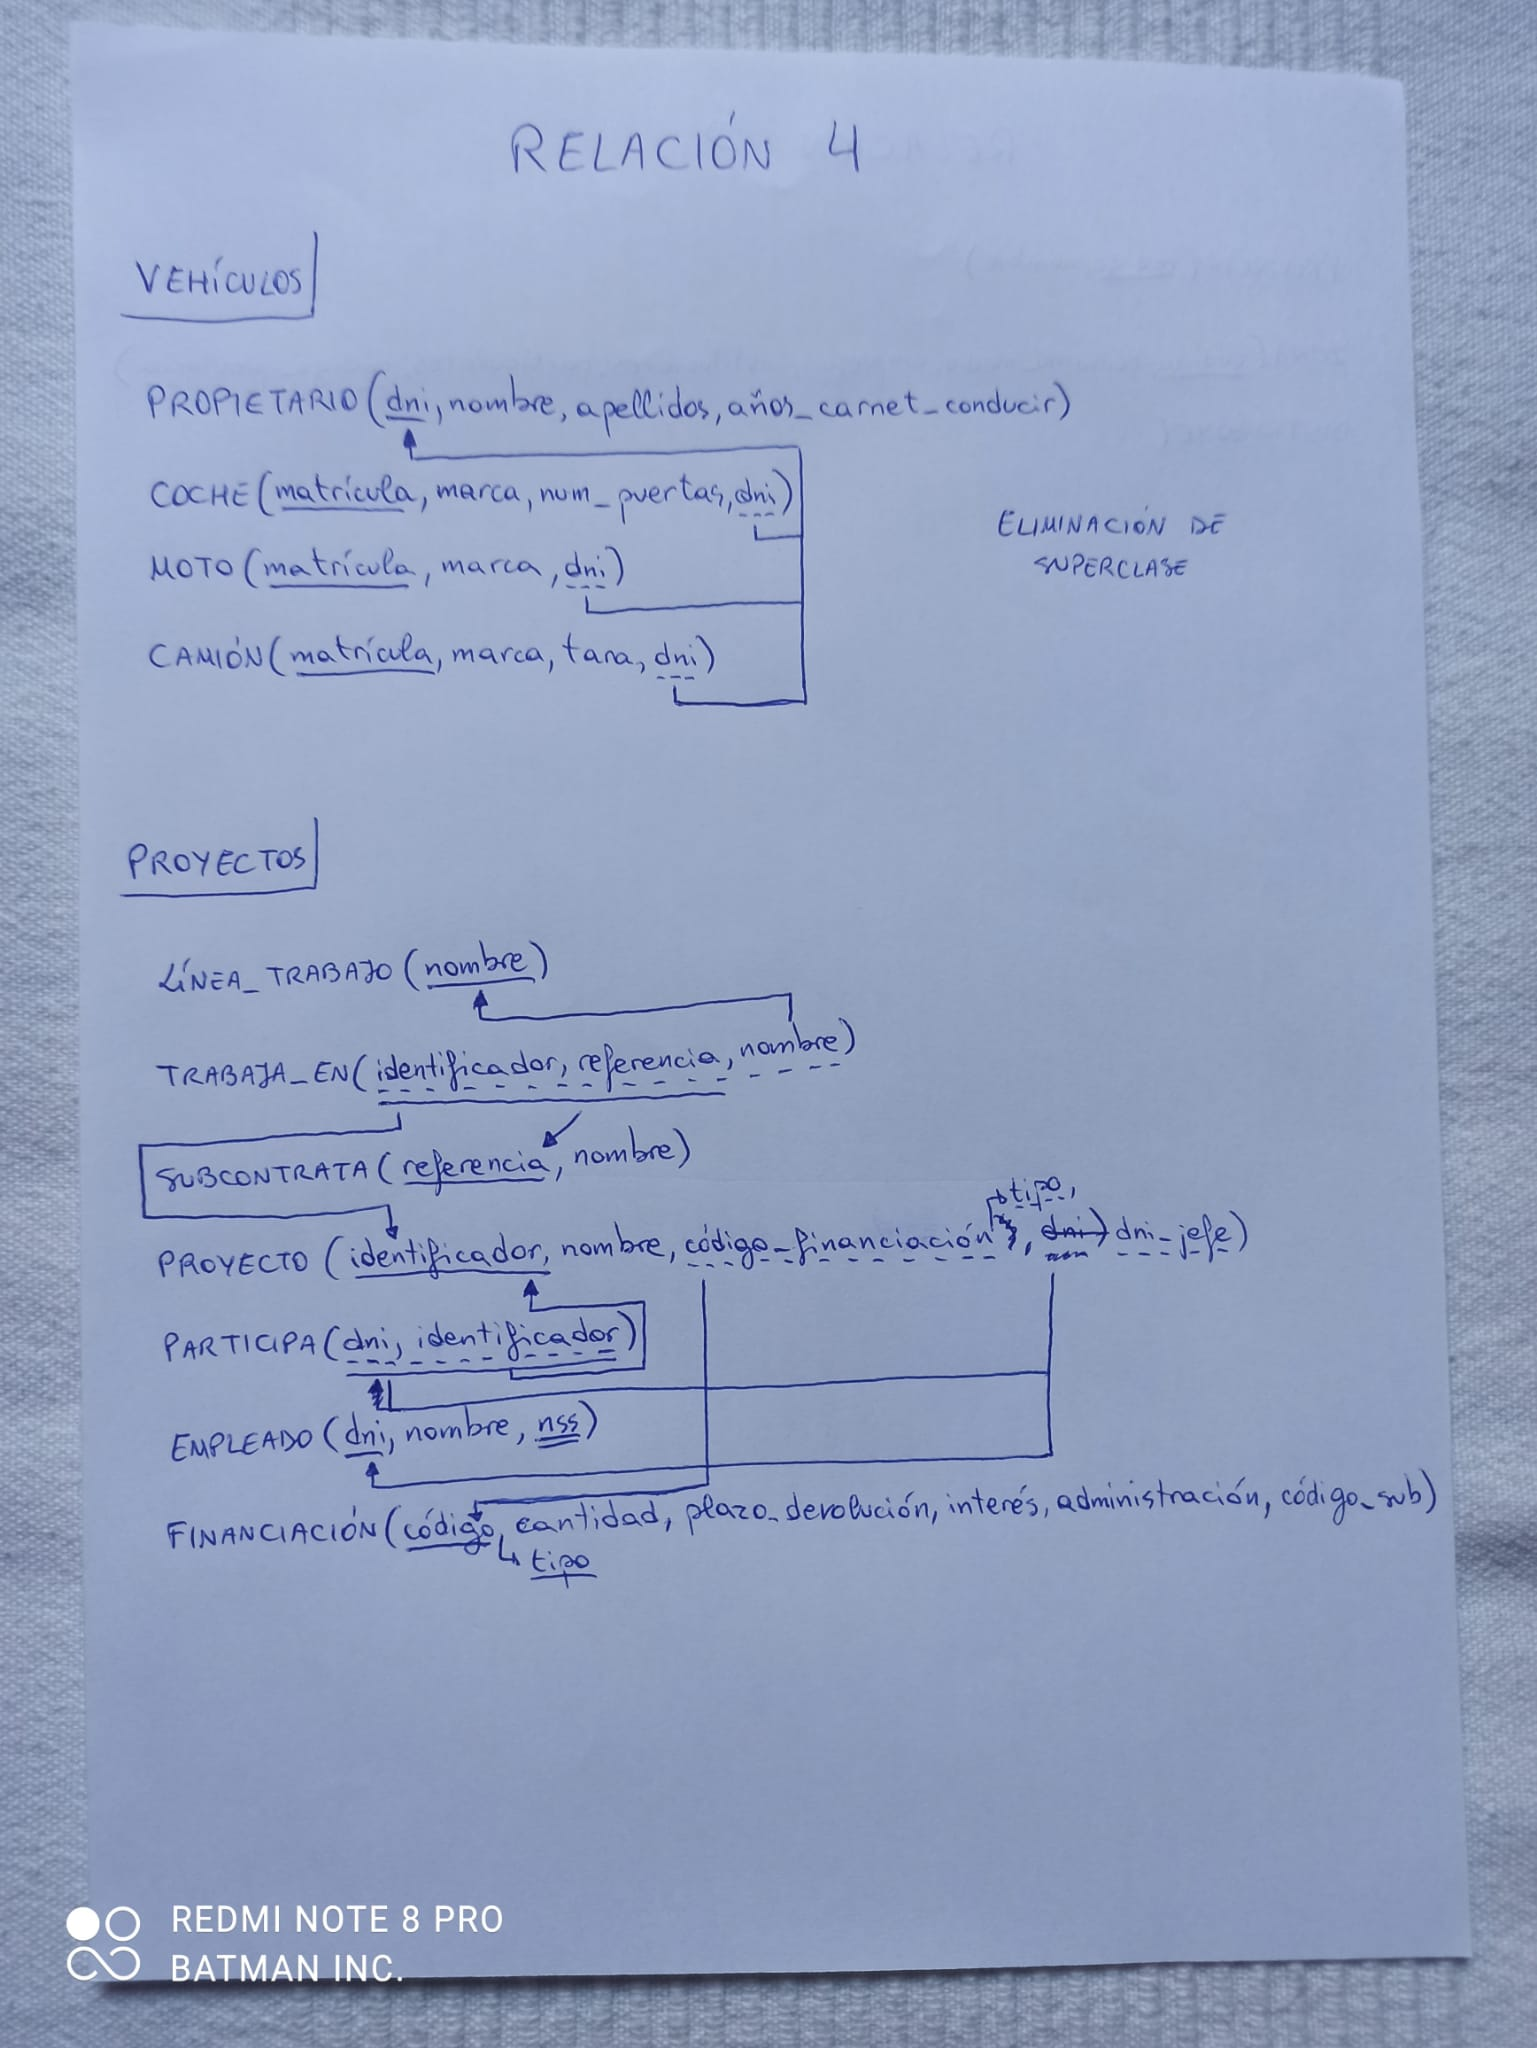 RELACIÓN 4
VEHÍCULOS
PROPIETARIO (dni, nombre, apellidos, años_carnet_conducir)
COCHE (matrícula, marca, num_puertas, dni)
MOTO (matrícula, marca, dni)
CAMIÓN (matrícula, marca, tara, dni)
ELIMINACIÓN DE
SUPERCLASE
PROYECTOS
LÍNEA_TRABAJO (nombre)
TRABAJA_EN (identificador, referencia, nombre)
SUBCONTRATA (referencia, nombre)
tipo,
PROYECTO (identificador, nombre, código_financiación, dni) dni_jefe)
PARTICIPA (dni, identificador)
EMPLEADO (dni, nombre, nss)
FINANCIACIÓN (código, cantidad, plazo_devolución, interés, administración, código_sub)
tipo
REDMI NOTE 8 PRO
BATMAN INC.